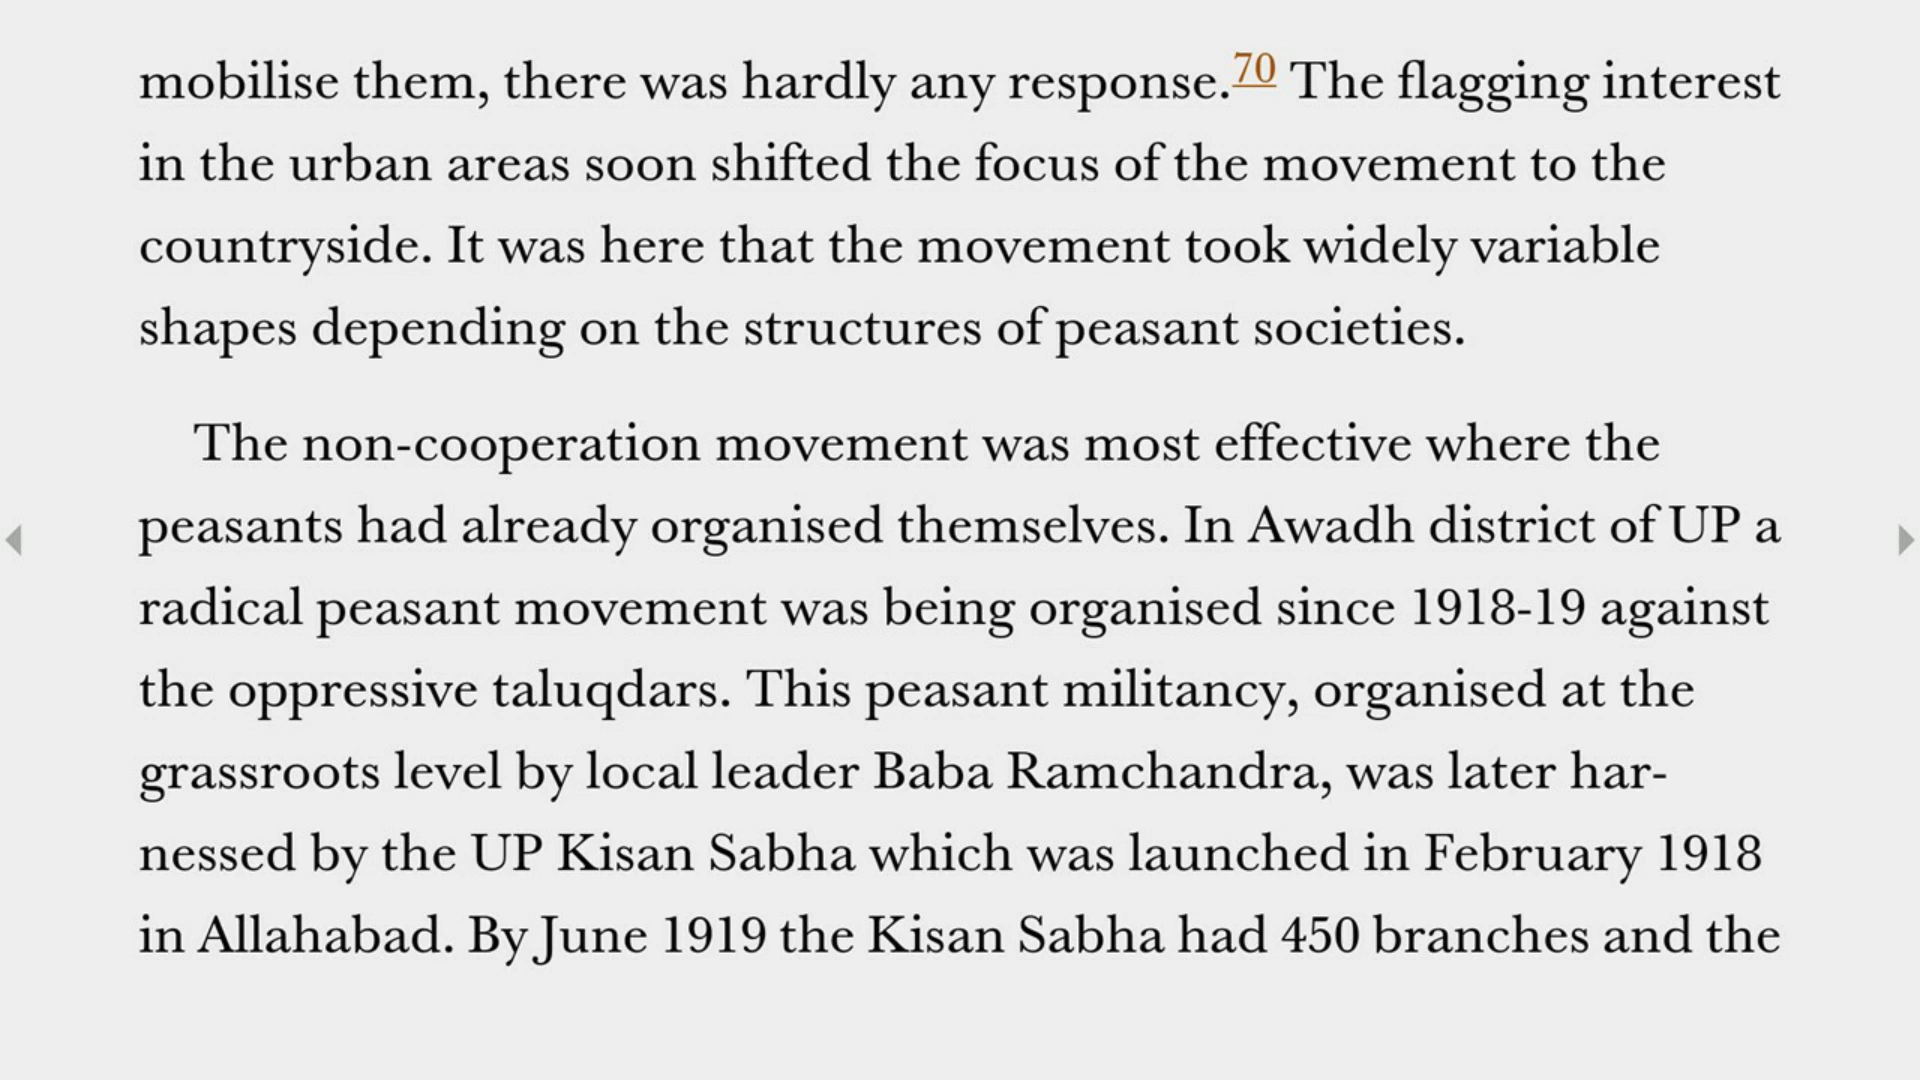 mobilise them, there was hardly any response.70 The flagging interest
in the urban areas soon shifted the focus of the movement to the
countryside. It was here that the movement took widely variable
shapes depending on the structures of peasant societies.
The non-cooperation movement was most effective where the
peasants had already organised themselves. In Awadh district of UP a
radical peasant movement was being organised since 1918-19 against
the oppressive taluqdars. This peasant militancy, organised at the
grassroots level by local leader Baba Ramchandra, was later har-
nessed by the UP Kisan Sabha which was launched in February 1918
in Allahabad. By June 1919 the Kisan Sabha had 450 branches and the